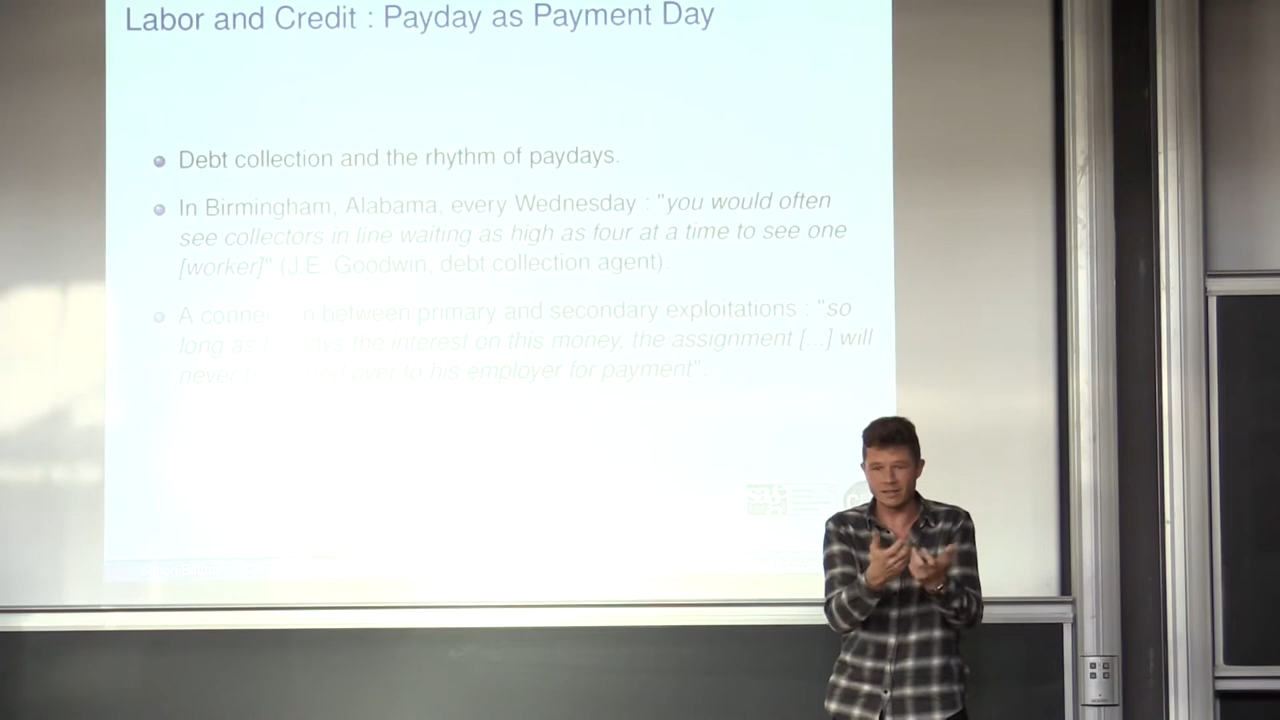 Labor and Credit : Payday as Payment Day
Debt collection and the rhythm of paydays.
In Birmingham, Alabama, every Wednesday : "you would often
see collectors in line waiting as high as four at a time to see one
[worker]" (J.E. Goodwin, debt collection agent).
A between primary and secondary exploitations : "so
long as the interest on this money, the assignment [...] will
never over to his employer for payment".